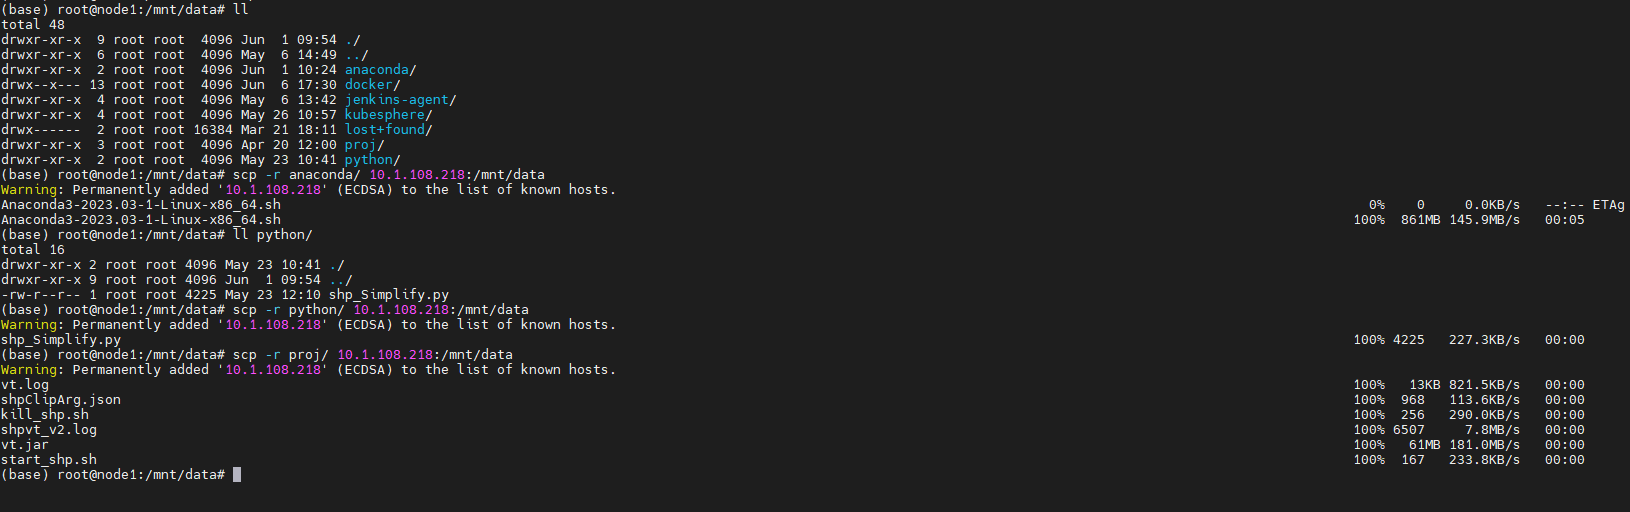 (base) root@node1:/mnt/data# ll
total 48
drwxr-xr-x  9 root root  4096 Jun  1 09:54 ./
drwxr-xr-x  6 root root  4096 May  6 14:49 ../
drwxr-xr-x  2 root root  4096 Jun  1 10:24 anaconda/
drwx--x--- 13 root root  4096 Jun  6 17:30 docker/
drwxr-xr-x  4 root root  4096 May  6 13:42 jenkins-agent/
drwxr-xr-x  4 root root  4096 May 26 10:57 kubesphere/
drwx------  2 root root 16384 Mar 21 18:11 lost+found/
drwxr-xr-x  3 root root  4096 Apr 20 12:00 proj/
drwxr-xr-x  2 root root  4096 May 23 10:41 python/
(base) root@node1:/mnt/data# scp -r anaconda/ 10.1.108.218:/mnt/data
Warning: Permanently added '10.1.108.218' (ECDSA) to the list of known hosts.
Anaconda3-2023.03-1-Linux-x86_64.sh 0% 0 0.0KB/s --:-- ETAg
Anaconda3-2023.03-1-Linux-x86_64.sh 100% 861MB 145.9MB/s 00:05
(base) root@node1:/mnt/data# ll python/
total 16
drwxr-xr-x 2 root root 4096 May 23 10:41 ./
drwxr-xr-x 9 root root 4096 Jun  1 09:54 ../
-rw-r--r-- 1 root root 4225 May 23 12:10 shp_Simplify.py
(base) root@node1:/mnt/data# scp -r python/ 10.1.108.218:/mnt/data
Warning: Permanently added '10.1.108.218' (ECDSA) to the list of known hosts.
shp_Simplify.py 100% 4225 227.3KB/s 00:00
(base) root@node1:/mnt/data# scp -r proj/ 10.1.108.218:/mnt/data
Warning: Permanently added '10.1.108.218' (ECDSA) to the list of known hosts.
vt.log 100% 13KB 821.5KB/s 00:00
shpClipArg.json 100% 968 113.6KB/s 00:00
kill_shp.sh 100% 256 290.0KB/s 00:00
shpvt_v2.log 100% 6507 7.8MB/s 00:00
vt.jar 100% 61MB 181.0MB/s 00:00
start_shp.sh 100% 167 233.8KB/s 00:00
(base) root@node1:/mnt/data#